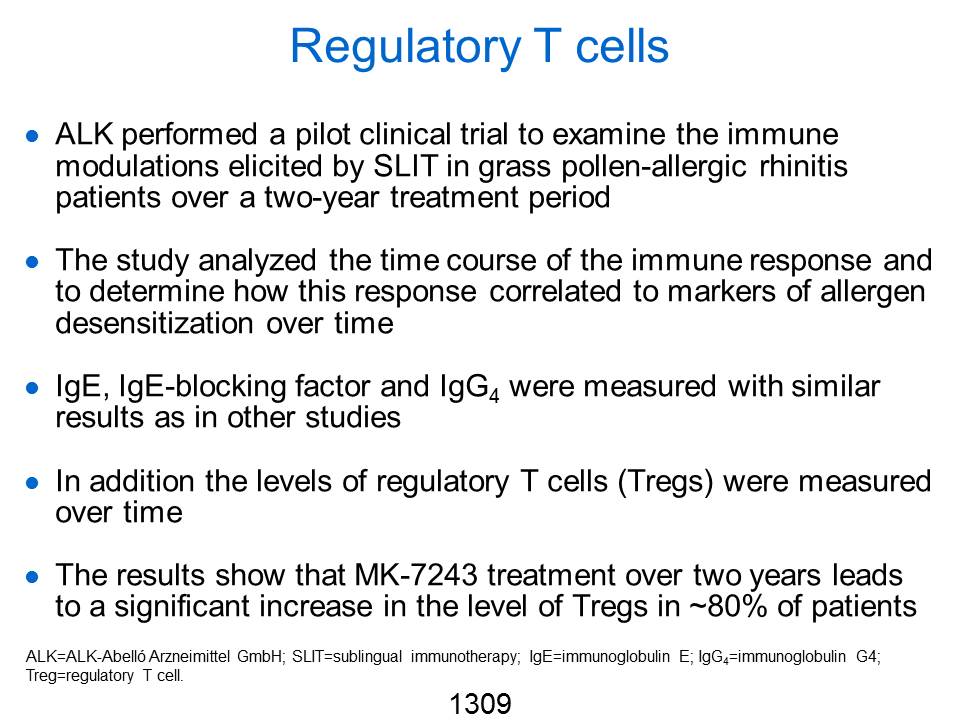 Regulatory T cells
● ALK performed a pilot clinical trial to examine the immune
modulations elicited by SLIT in grass pollen-allergic rhinitis
patients over a two-year treatment period
● The study analyzed the time course of the immune response and
to determine how this response correlated to markers of allergen
desensitization over time
● IgE, IgE-blocking factor and IgG₄ were measured with similar
results as in other studies
● In addition the levels of regulatory T cells (Tregs) were measured
over time
● The results show that MK-7243 treatment over two years leads
to a significant increase in the level of Tregs in ~80% of patients
ALK=ALK-Abelló Arzneimittel GmbH; SLIT=sublingual immunotherapy; IgE=immunoglobulin E; IgG₄=immunoglobulin G4;
Treg=regulatory T cell.
1309